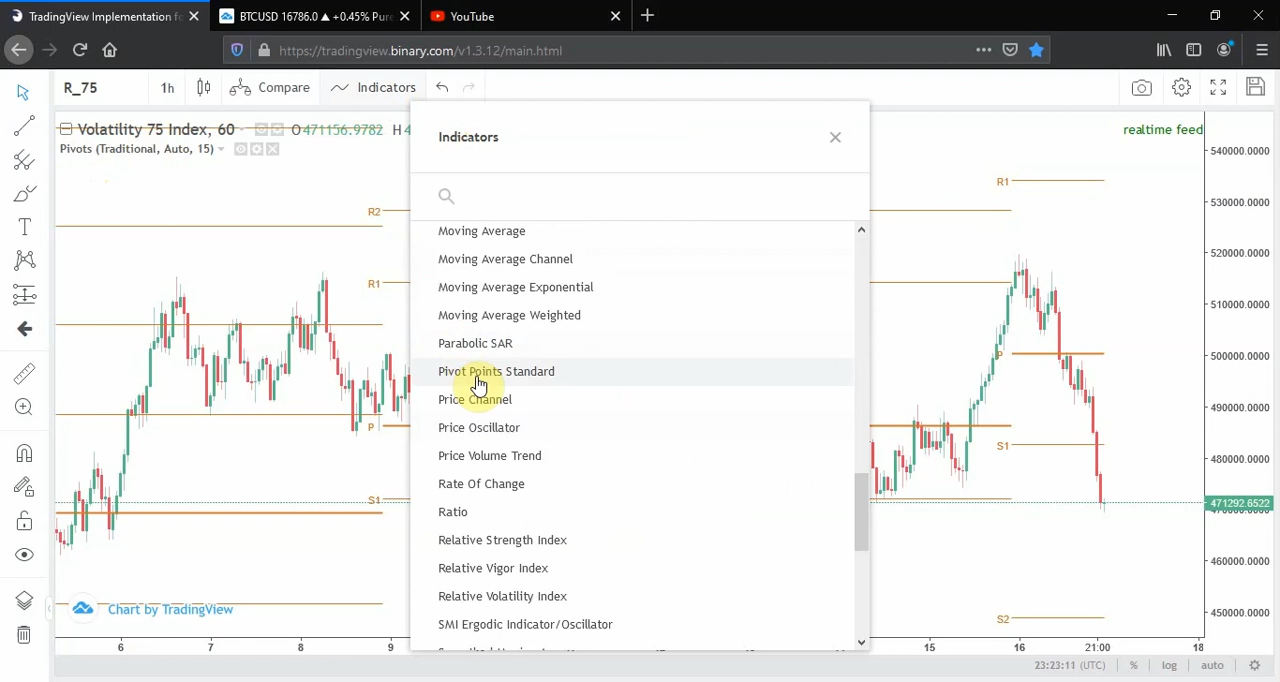 TradingView Implementation fo
BTCUSD 16786.0 ▲ +0.45% Pure
YouTube
https://tradingview.binary.com/v1.3.12/main.html
R_75
1h
Compare
Indicators
Volatility 75 Index, 60
O471156.9782 H4
realtime feed
Pivots (Traditional, Auto, 15)
Indicators
Moving Average
Moving Average Channel
Moving Average Exponential
Moving Average Weighted
Parabolic SAR
Pivot Points Standard
Price Channel
Price Oscillator
Price Volume Trend
Rate Of Change
Ratio
Relative Strength Index
Relative Vigor Index
Relative Volatility Index
SMI Ergodic Indicator/Oscillator
R2
R1
P
S1
R1
P
S1
S2
540000.0000
530000.0000
520000.0000
510000.0000
500000.0000
490000.0000
480000.0000
471292.6522
460000.0000
450000.0000
Chart by TradingView
6
7
8
9
15
16
21:00
18
23:23:11 (UTC)
%
log
auto